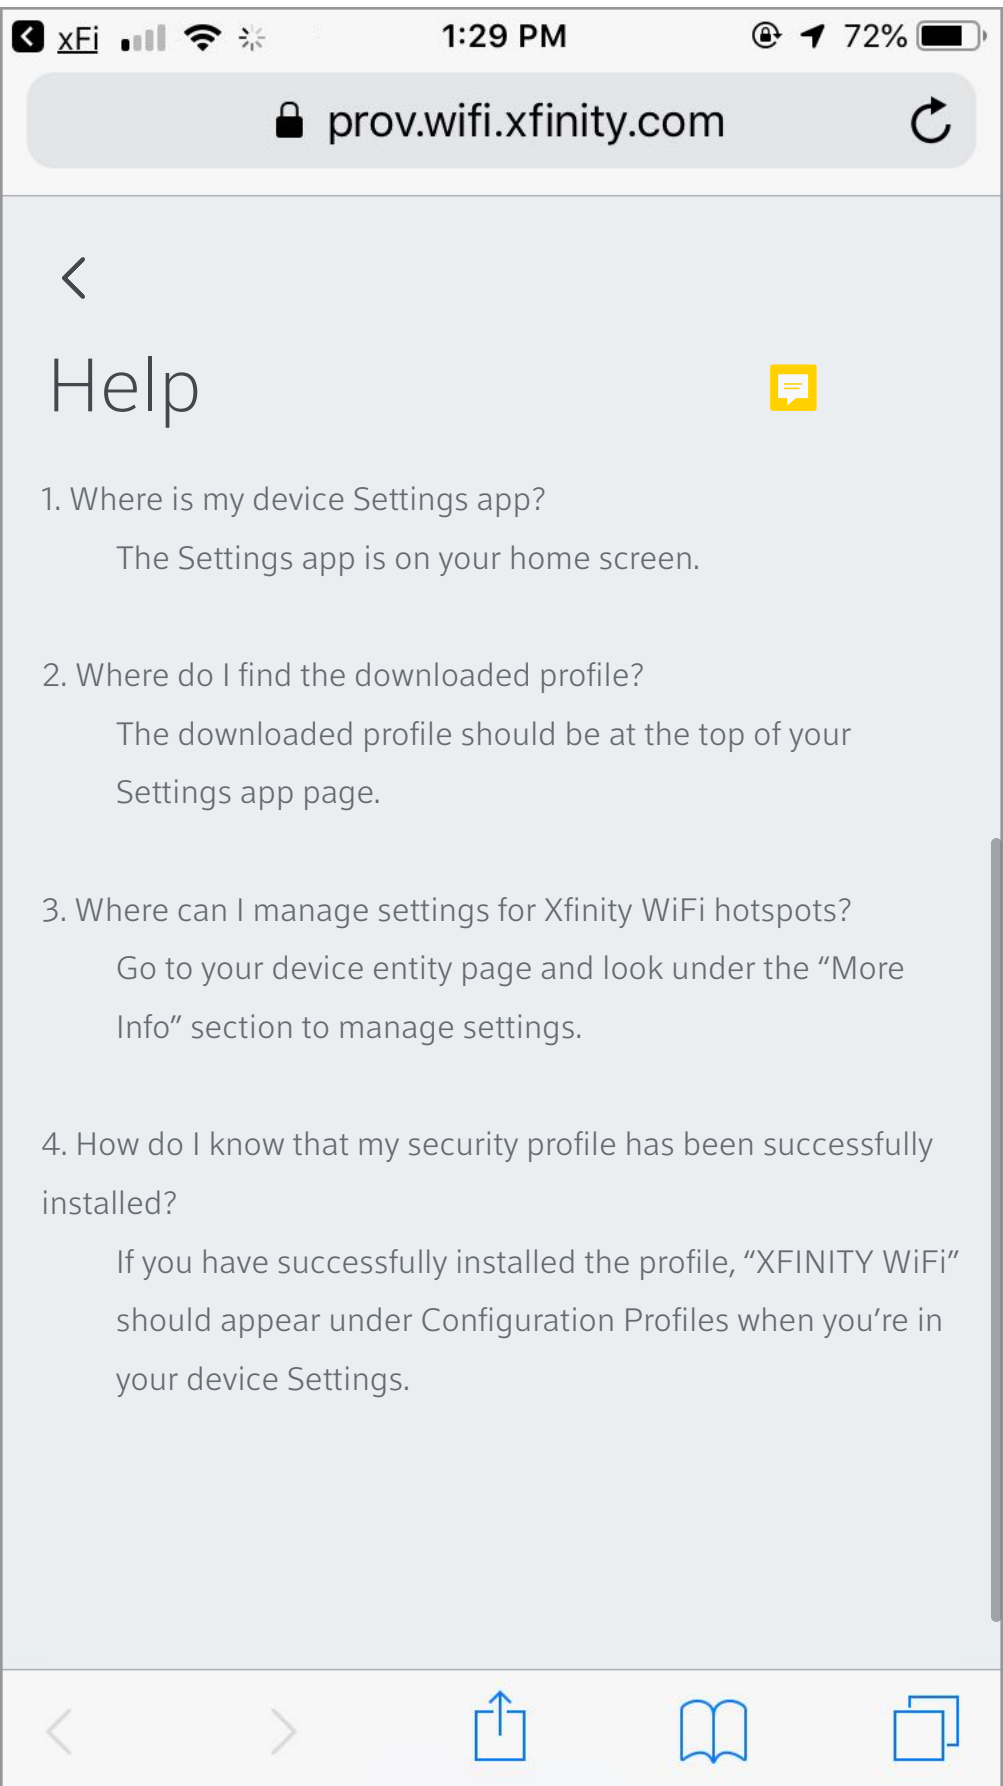 xFi 1:29 PM 72%
prov.wifi.xfinity.com
Help
1. Where is my device Settings app?
The Settings app is on your home screen.
2. Where do I find the downloaded profile?
The downloaded profile should be at the top of your
Settings app page.
3. Where can I manage settings for Xfinity WiFi hotspots?
Go to your device entity page and look under the “More
Info” section to manage settings.
4. How do I know that my security profile has been successfully
installed?
If you have successfully installed the profile, “XFINITY WiFi”
should appear under Configuration Profiles when you’re in
your device Settings.